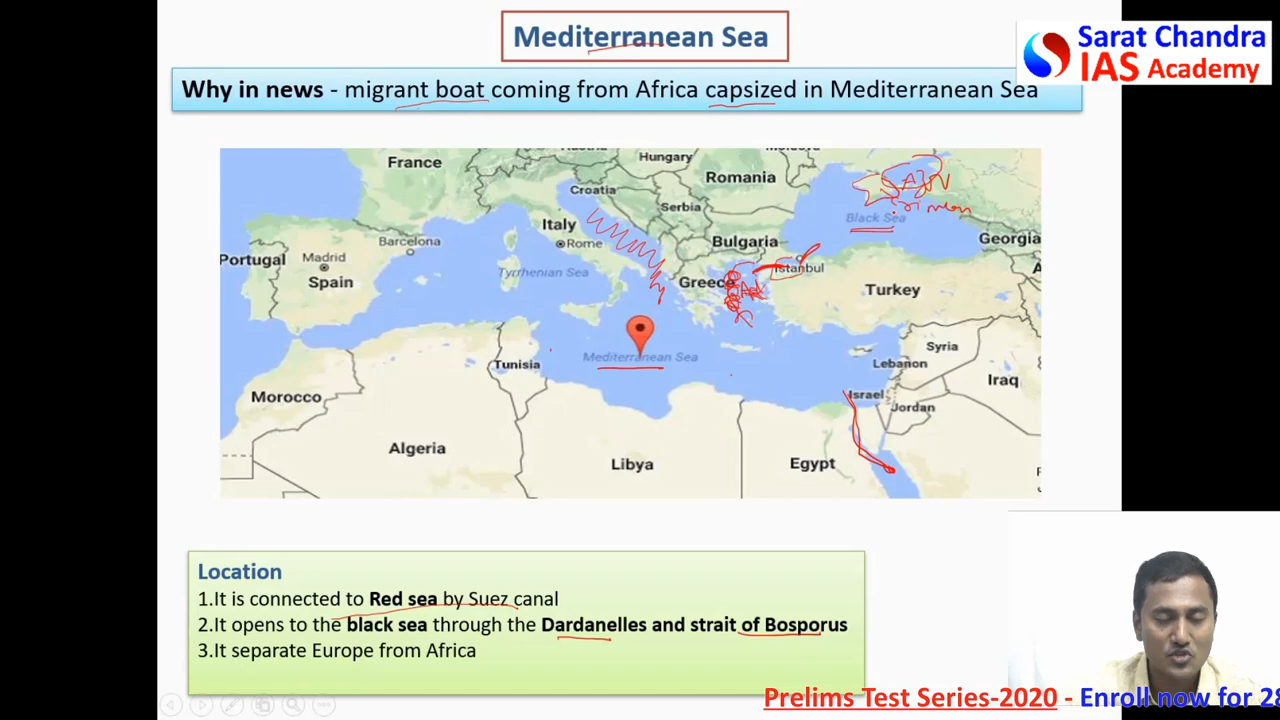 Mediterranean Sea
Sarat Chandra
IAS Academy
Why in news - migrant boat coming from Africa capsized in Mediterranean Sea
France
Hungary
Romania
Croatia
Serbia
Italy
Rome
Black Sea
Barcelona
Bulgaria
Georgia
Portugal
Madrid
Spain
Tyrrhenian Sea
Istanbul
Greece
Turkey
Mediterranean Sea
Syria
Tunisia
Lebanon
Iraq
Morocco
Israel
Jordan
Algeria
Libya
Egypt
Location
1.It is connected to Red sea by Suez canal
2.It opens to the black sea through the Dardanelles and strait of Bosporus
3.It separate Europe from Africa
Prelims Test Series-2020 - Enroll now for 28